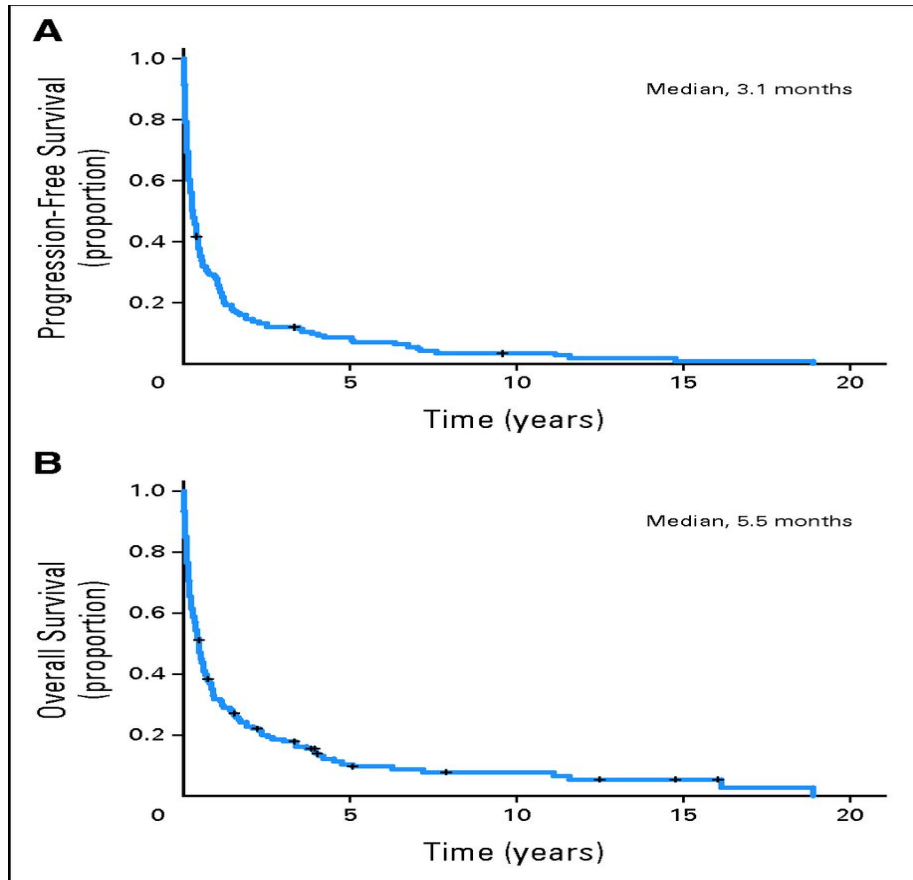 A
Progression-Free Survival
(proportion)
1.0
0.8
0.6
0.4
0.2
Median, 3.1 months
0 5 10 15 20
Time (years)
B
Overall Survival
(proportion)
1.0
0.8
0.6
0.4
0.2
Median, 5.5 months
0 5 10 15 20
Time (years)